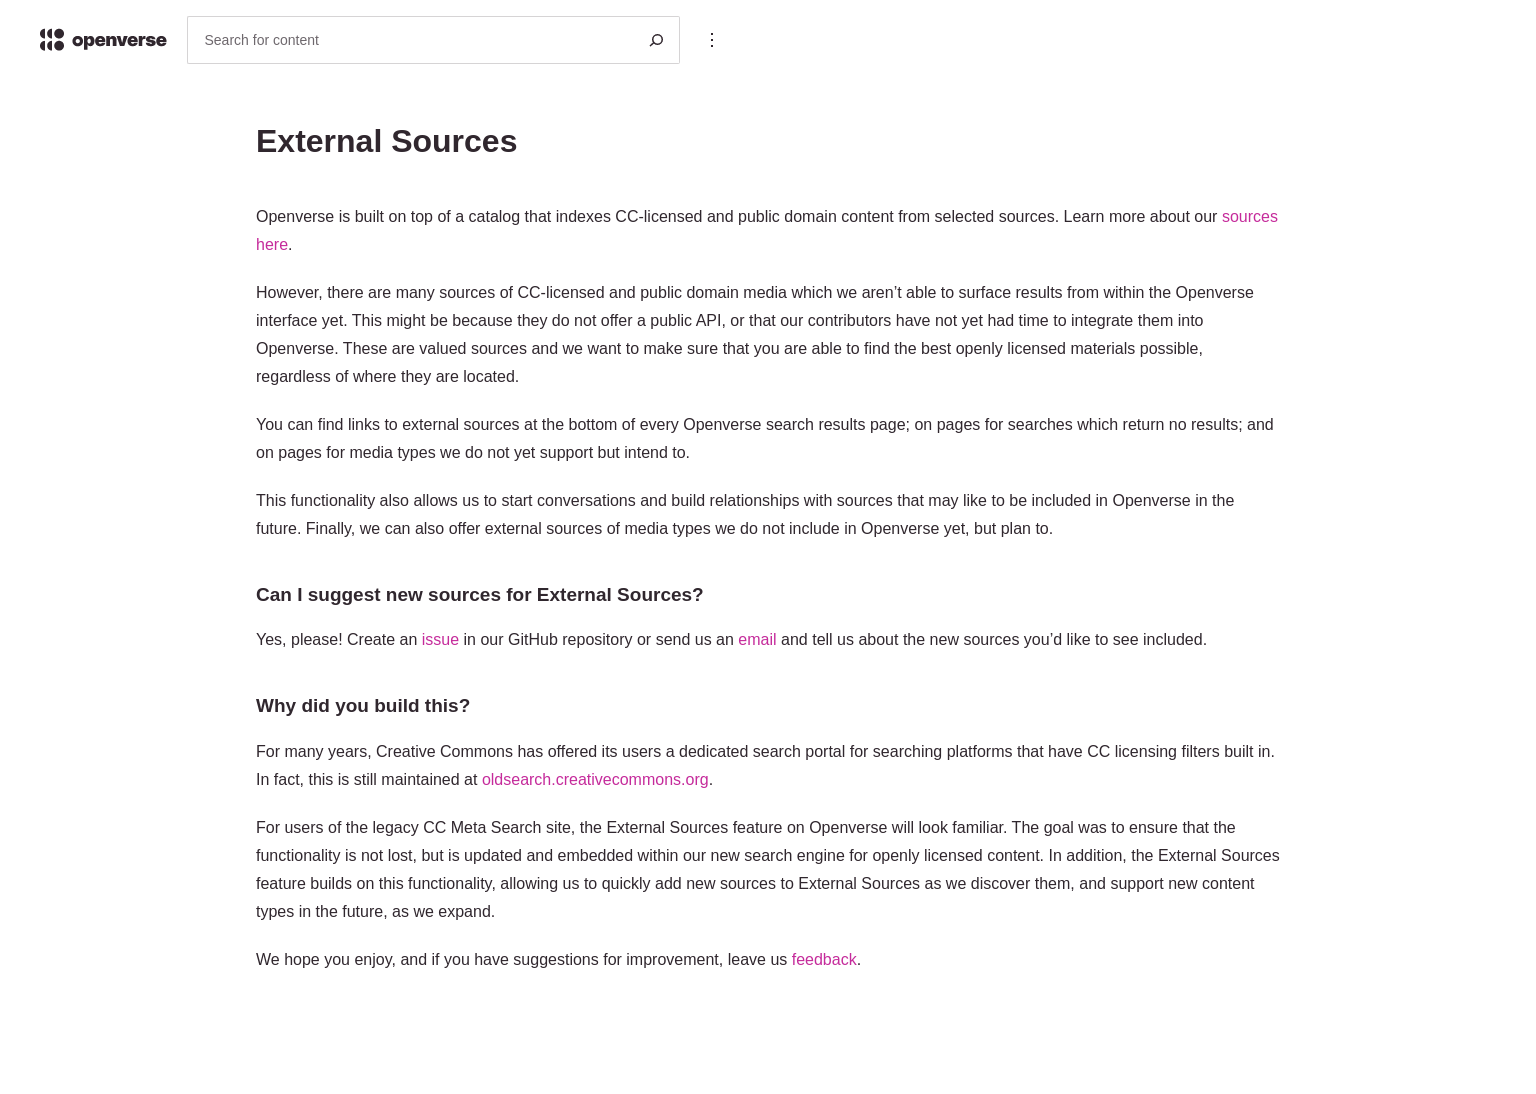 openverse
Search for content
External Sources
Openverse is built on top of a catalog that indexes CC-licensed and public domain content from selected sources. Learn more about our sources
here.
However, there are many sources of CC-licensed and public domain media which we aren’t able to surface results from within the Openverse
interface yet. This might be because they do not offer a public API, or that our contributors have not yet had time to integrate them into
Openverse. These are valued sources and we want to make sure that you are able to find the best openly licensed materials possible,
regardless of where they are located.
You can find links to external sources at the bottom of every Openverse search results page; on pages for searches which return no results; and
on pages for media types we do not yet support but intend to.
This functionality also allows us to start conversations and build relationships with sources that may like to be included in Openverse in the
future. Finally, we can also offer external sources of media types we do not include in Openverse yet, but plan to.
Can I suggest new sources for External Sources?
Yes, please! Create an issue in our GitHub repository or send us an email and tell us about the new sources you’d like to see included.
Why did you build this?
For many years, Creative Commons has offered its users a dedicated search portal for searching platforms that have CC licensing filters built in.
In fact, this is still maintained at oldsearch.creativecommons.org.
For users of the legacy CC Meta Search site, the External Sources feature on Openverse will look familiar. The goal was to ensure that the
functionality is not lost, but is updated and embedded within our new search engine for openly licensed content. In addition, the External Sources
feature builds on this functionality, allowing us to quickly add new sources to External Sources as we discover them, and support new content
types in the future, as we expand.
We hope you enjoy, and if you have suggestions for improvement, leave us feedback.